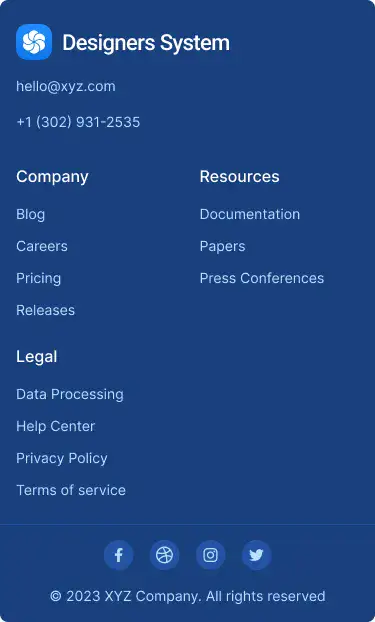 Designers System
hello@xyz.com
+1 (302) 931-2535
Company
Blog
Careers
Pricing
Releases
Resources
Documentation
Papers
Press Conferences
Legal
Data Processing
Help Center
Privacy Policy
Terms of service
© 2023 XYZ Company. All rights reserved